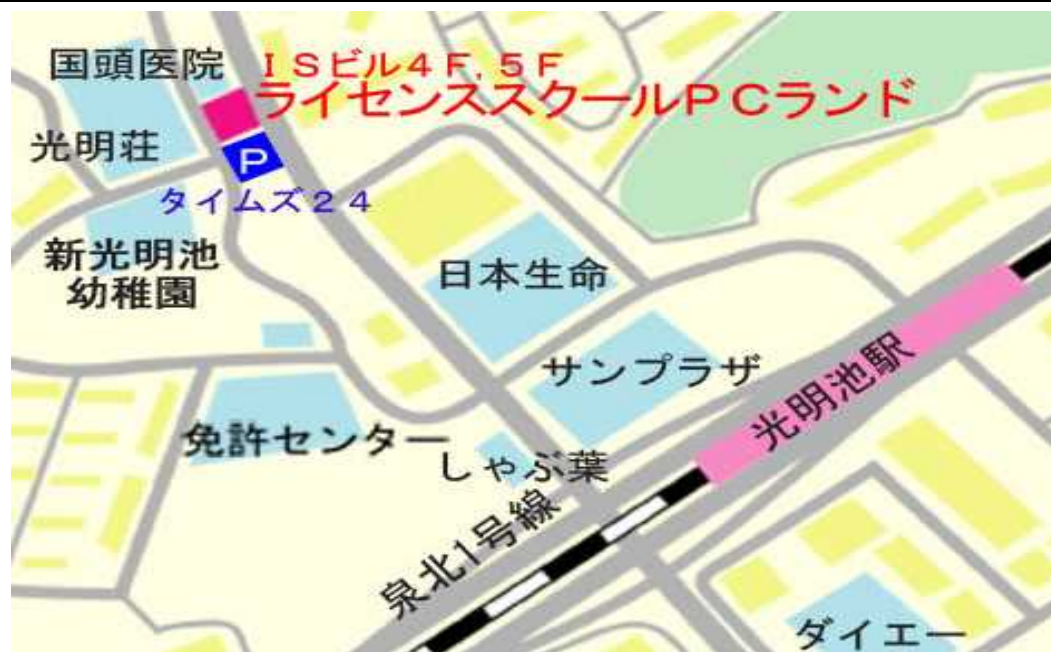 国頭医院
ISビル4F,5F
ライセンススクールPCランド
光明荘
P
タイムズ24
新光明池
幼稚園
日本生命
サンプラザ
光明池駅
免許センター
しゃぶ葉
泉北1号線
ダイエー